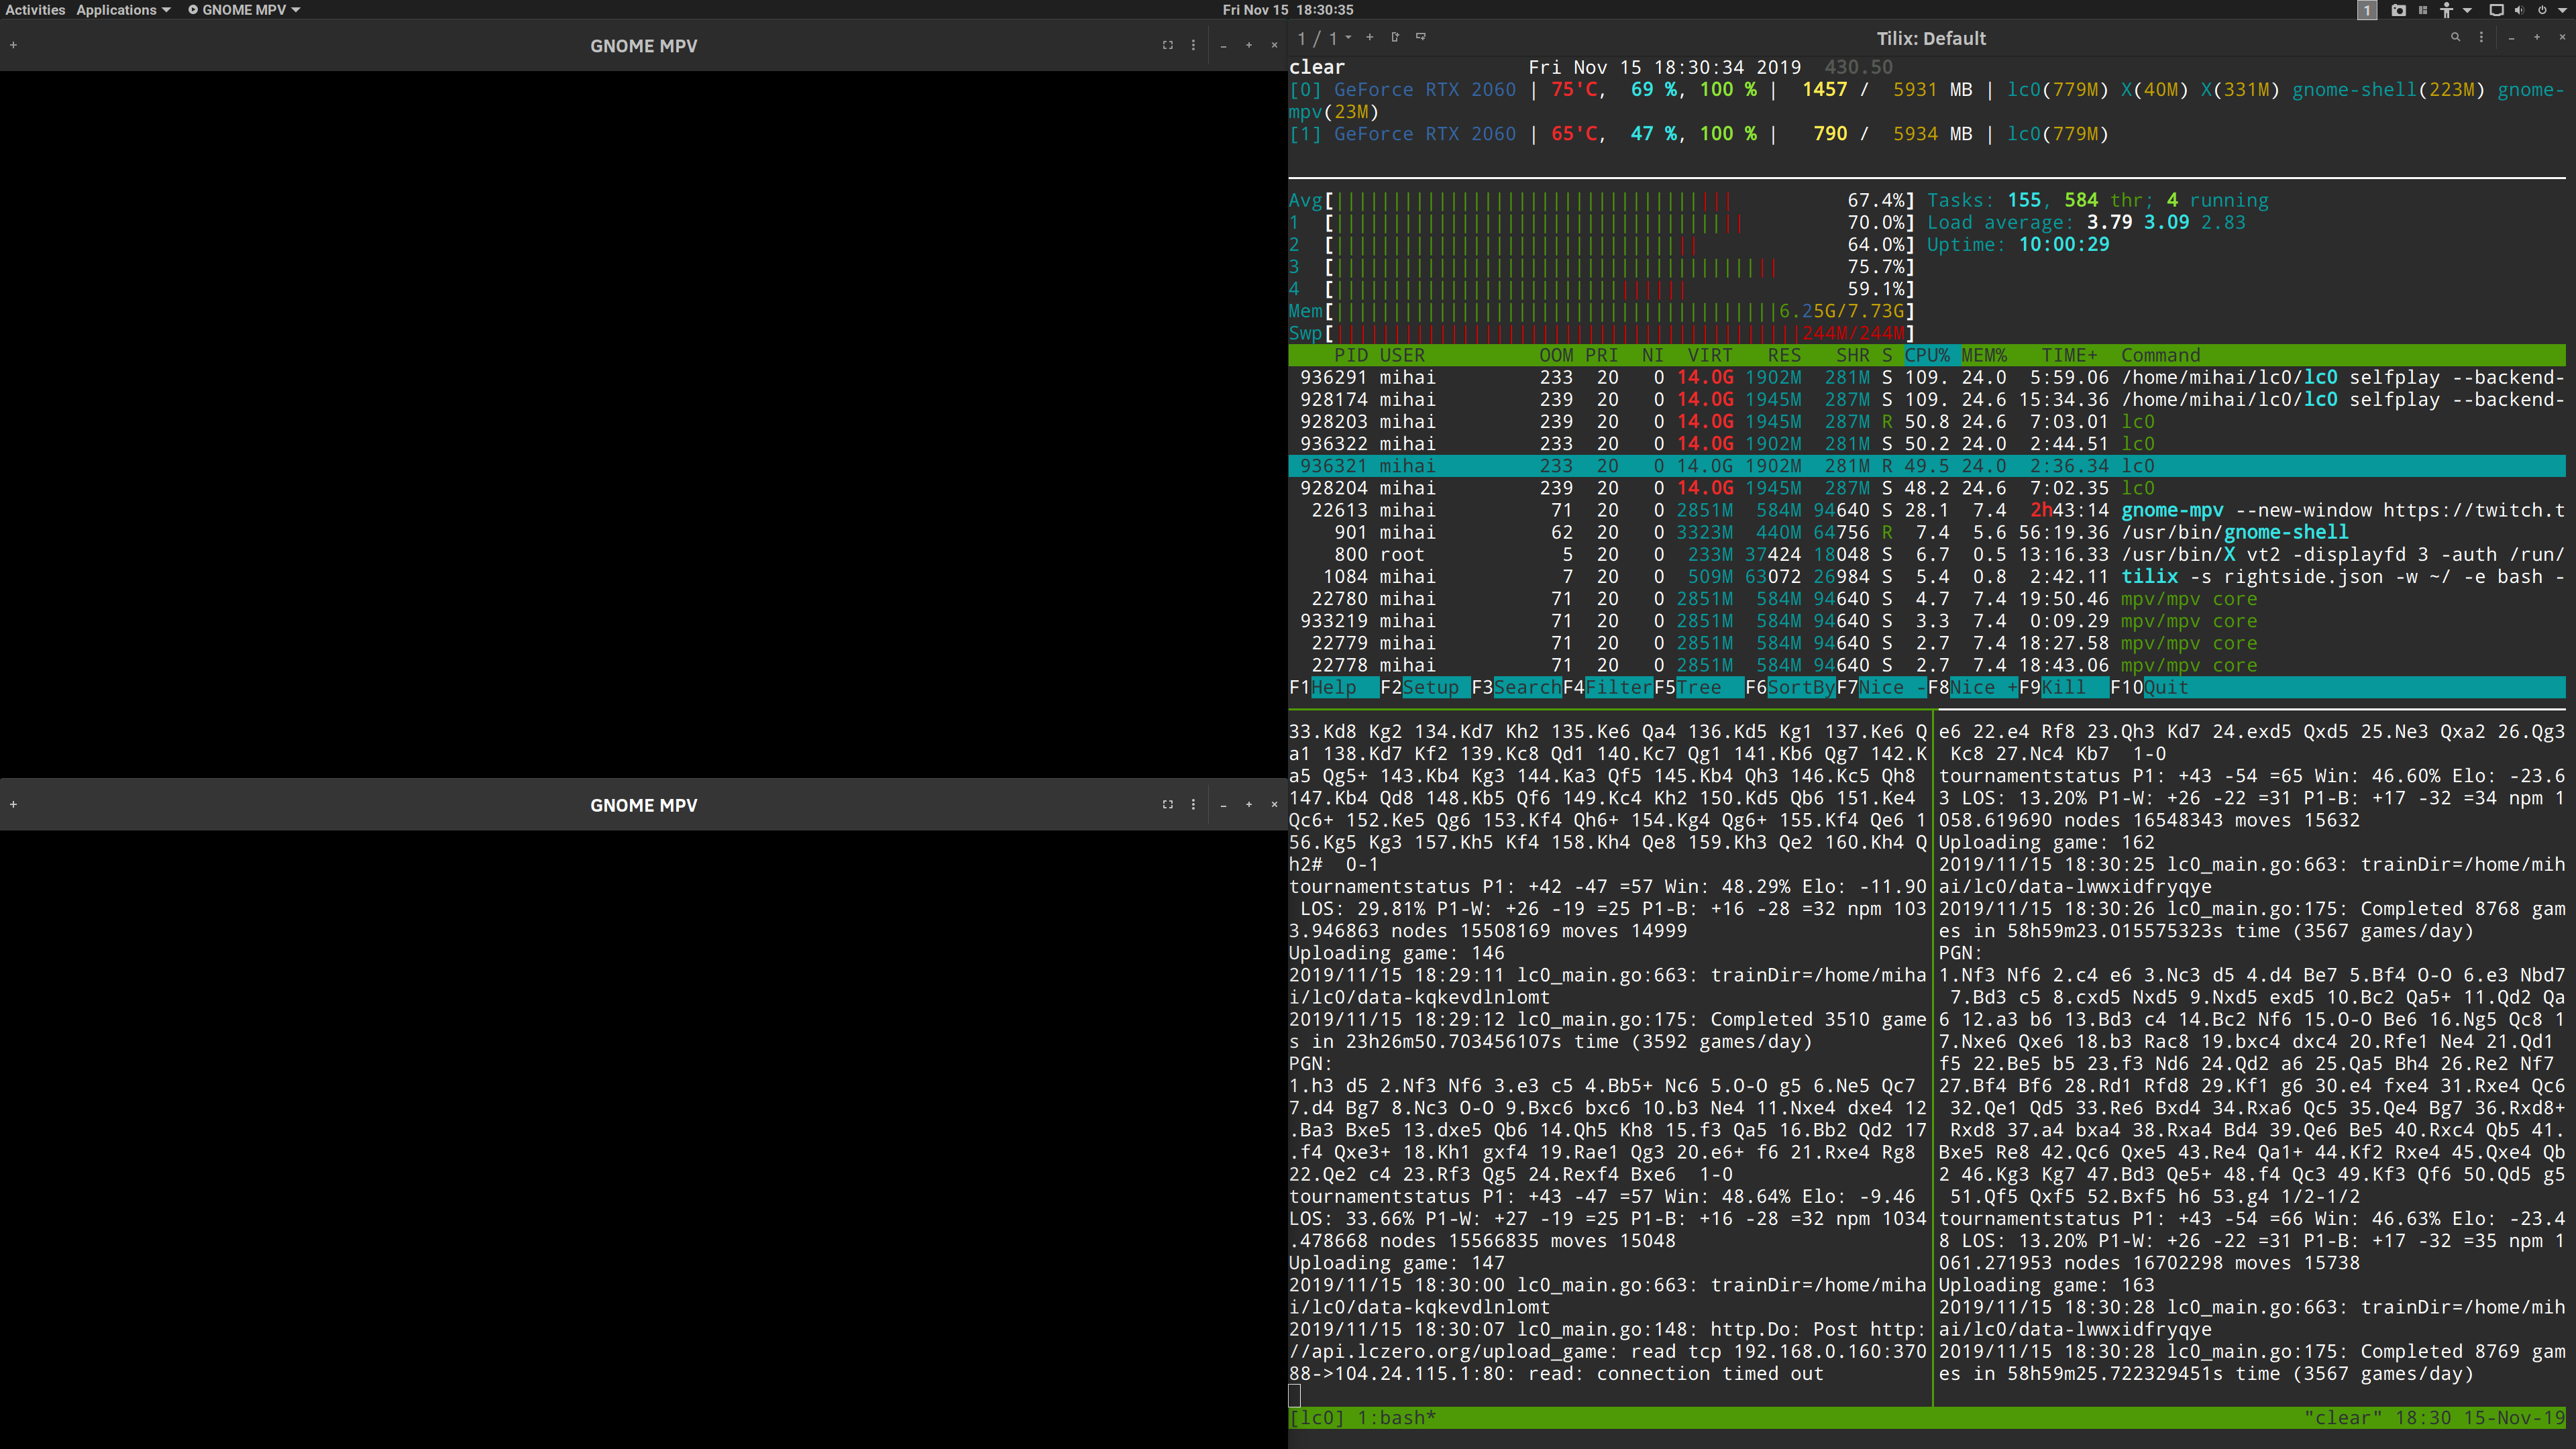 Activities Applications GNOME MPV Fri Nov 15 18:30:35 1
GNOME MPV
GNOME MPV
1 / 1 Tilix: Default
clear Fri Nov 15 18:30:34 2019 430.50
[0] GeForce RTX 2060 | 75'C, 69 %, 100 % | 1457 / 5931 MB | lc0(779M) X(40M) X(331M) gnome-shell(223M) gnome-
mpv(23M)
[1] GeForce RTX 2060 | 65'C, 47 %, 100 % | 790 / 5934 MB | lc0(779M)
Avg[ 67.4%] Tasks: 155, 584 thr; 4 running
1 [ 70.0%] Load average: 3.79 3.09 2.83
2 [ 64.0%] Uptime: 10:00:29
3 [ 75.7%]
4 [ 59.1%]
Mem[ 6.25G/7.73G]
Swp[ 244M/244M]
PID USER OOM PRI NI VIRT RES SHR S CPU% MEM% TIME+ Command
936291 mihai 233 20 0 14.0G 1902M 281M S 109. 24.0 5:59.06 /home/mihai/lc0/lc0 selfplay --backend-
928174 mihai 239 20 0 14.0G 1945M 287M S 109. 24.6 15:34.36 /home/mihai/lc0/lc0 selfplay --backend-
928203 mihai 239 20 0 14.0G 1945M 287M R 50.8 24.6 7:03.01 lc0
936322 mihai 233 20 0 14.0G 1902M 281M S 50.2 24.0 2:44.51 lc0
936321 mihai 233 20 0 14.0G 1902M 281M R 49.5 24.0 2:36.34 lc0
928204 mihai 239 20 0 14.0G 1945M 287M S 48.2 24.6 7:02.35 lc0
22613 mihai 71 20 0 2851M 584M 94640 S 28.1 7.4 2h43:14 gnome-mpv --new-window https://twitch.t
901 mihai 62 20 0 3323M 440M 64756 R 7.4 5.6 56:19.36 /usr/bin/gnome-shell
800 root 5 20 0 233M 37424 18048 S 6.7 0.5 13:16.33 /usr/bin/X vt2 -displayfd 3 -auth /run/
1084 mihai 7 20 0 509M 63072 26984 S 5.4 0.8 2:42.11 tilix -s rightside.json -w ~/ -e bash -
22780 mihai 71 20 0 2851M 584M 94640 S 4.7 7.4 19:50.46 mpv/mpv core
933219 mihai 71 20 0 2851M 584M 94640 S 3.3 7.4 0:09.29 mpv/mpv core
22779 mihai 71 20 0 2851M 584M 94640 S 2.7 7.4 18:27.58 mpv/mpv core
22778 mihai 71 20 0 2851M 584M 94640 S 2.7 7.4 18:43.06 mpv/mpv core
F1Help F2Setup F3SearchF4FilterF5Tree F6SortByF7Nice -F8Nice +F9Kill F10Quit
33.Kd8 Kg2 134.Kd7 Kh2 135.Ke6 Qa4 136.Kd5 Kg1 137.Ke6 Q
a1 138.Kd7 Kf2 139.Kc8 Qd1 140.Kc7 Qg1 141.Kb6 Qg7 142.K
a5 Qg5+ 143.Kb4 Kg3 144.Ka3 Qf5 145.Kb4 Qh3 146.Kc5 Qh8
147.Kb4 Qd8 148.Kb5 Qf6 149.Kc4 Kh2 150.Kd5 Qb6 151.Ke4
Qc6+ 152.Ke5 Qg6 153.Kf4 Qh6+ 154.Kg4 Qg6+ 155.Kf4 Qe6 1
56.Kg5 Kg3 157.Kh5 Kf4 158.Kh4 Qe8 159.Kh3 Qe2 160.Kh4 Q
h2# 0-1
tournamentstatus P1: +42 -47 =57 Win: 48.29% Elo: -11.90
LOS: 29.81% P1-W: +26 -19 =25 P1-B: +16 -28 =32 npm 103
3.946863 nodes 15508169 moves 14999
Uploading game: 146
2019/11/15 18:29:11 lc0_main.go:663: trainDir=/home/miha
i/lc0/data-kqkevdlnlomt
2019/11/15 18:29:12 lc0_main.go:175: Completed 3510 game
s in 23h26m50.703456107s time (3592 games/day)
PGN:
1.h3 d5 2.Nf3 Nf6 3.e3 c5 4.Bb5+ Nc6 5.O-O g5 6.Ne5 Qc7
7.d4 Bg7 8.Nc3 O-O 9.Bxc6 bxc6 10.b3 Ne4 11.Nxe4 dxe4 12
.Ba3 Bxe5 13.dxe5 Qb6 14.Qh5 Kh8 15.f3 Qa5 16.Bb2 Qd2 17
.f4 Qxe3+ 18.Kh1 gxf4 19.Rae1 Qg3 20.e6+ f6 21.Rxe4 Rg8
22.Qe2 c4 23.Rf3 Qg5 24.Rexf4 Bxe6 1-0
tournamentstatus P1: +43 -47 =57 Win: 48.64% Elo: -9.46
LOS: 33.66% P1-W: +27 -19 =25 P1-B: +16 -28 =32 npm 1034
.478668 nodes 15566835 moves 15048
Uploading game: 147
2019/11/15 18:30:00 lc0_main.go:663: trainDir=/home/miha
i/lc0/data-kqkevdlnlomt
2019/11/15 18:30:07 lc0_main.go:148: http.Do: Post http:
//api.lczero.org/upload_game: read tcp 192.168.0.160:370
88->104.24.115.1:80: read: connection timed out
e6 22.e4 Rf8 23.Qh3 Kd7 24.exd5 Qxd5 25.Ne3 Qxa2 26.Qg3
Kc8 27.Nc4 Kb7 1-0
tournamentstatus P1: +43 -54 =65 Win: 46.60% Elo: -23.6
3 LOS: 13.20% P1-W: +26 -22 =31 P1-B: +17 -32 =34 npm 1
058.619690 nodes 16548343 moves 15632
Uploading game: 162
2019/11/15 18:30:25 lc0_main.go:663: trainDir=/home/mih
ai/lc0/data-lwwxidfryqye
2019/11/15 18:30:26 lc0_main.go:175: Completed 8768 gam
es in 58h59m23.015575323s time (3567 games/day)
PGN:
1.Nf3 Nf6 2.c4 e6 3.Nc3 d5 4.d4 Be7 5.Bf4 O-O 6.e3 Nbd7
7.Bd3 c5 8.cxd5 Nxd5 9.Nxd5 exd5 10.Bc2 Qa5+ 11.Qd2 Qa
6 12.a3 b6 13.Bd3 c4 14.Bc2 Nf6 15.O-O Be6 16.Ng5 Qc8 1
7.Nxe6 Qxe6 18.b3 Rac8 19.bxc4 dxc4 20.Rfe1 Ne4 21.Qd1
f5 22.Be5 b5 23.f3 Nd6 24.Qd2 a6 25.Qa5 Bh4 26.Re2 Nf7
27.Bf4 Bf6 28.Rd1 Rfd8 29.Kf1 g6 30.e4 fxe4 31.Rxe4 Qc6
32.Qe1 Qd5 33.Re6 Bxd4 34.Rxa6 Qc5 35.Qe4 Bg7 36.Rxd8+
Rxd8 37.a4 bxa4 38.Rxa4 Bd4 39.Qe6 Be5 40.Rxc4 Qb5 41.
Bxe5 Re8 42.Qc6 Qxe5 43.Re4 Qa1+ 44.Kf2 Rxe4 45.Qxe4 Qb
2 46.Kg3 Kg7 47.Bd3 Qe5+ 48.f4 Qc3 49.Kf3 Qf6 50.Qd5 g5
51.Qf5 Qxf5 52.Bxf5 h6 53.g4 1/2-1/2
tournamentstatus P1: +43 -54 =66 Win: 46.63% Elo: -23.4
8 LOS: 13.20% P1-W: +26 -22 =31 P1-B: +17 -32 =35 npm 1
061.271953 nodes 16702298 moves 15738
Uploading game: 163
2019/11/15 18:30:28 lc0_main.go:663: trainDir=/home/mih
ai/lc0/data-lwwxidfryqye
2019/11/15 18:30:28 lc0_main.go:175: Completed 8769 gam
es in 58h59m25.722329451s time (3567 games/day)
[lc0] 1:bash* "clear" 18:30 15-Nov-19